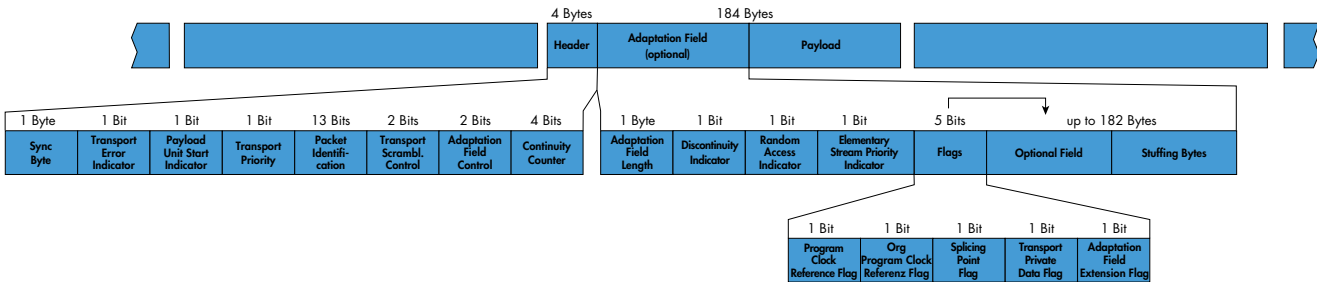 4 Bytes 184 Bytes
Header Adaptation Field Payload
(optional)
1 Byte 1 Bit 1 Bit 1 Bit 13 Bits 2 Bits 2 Bits 4 Bits
Sync
Byte
Transport
Error
Indicator
Payload
Unit Start
Indicator
Transport
Priority
Packet
Identifi-
cation
Transport
Scrambl.
Control
Adaptation
Field
Control
Continuity
Counter
1 Byte 1 Bit 1 Bit 1 Bit 5 Bits up to 182 Bytes
Adaptation
Field
Length
Discontinuity
Indicator
Random
Access
Indicator
Elementary
Stream Priority
Indicator
Flags
Optional Field
Stuffing Bytes
1 Bit 1 Bit 1 Bit 1 Bit 1 Bit
Program
Clock
Reference Flag
Org
Program Clock
Referenz Flag
Splicing
Point
Flag
Transport
Private
Data Flag
Adaptation
Field
Extension Flag